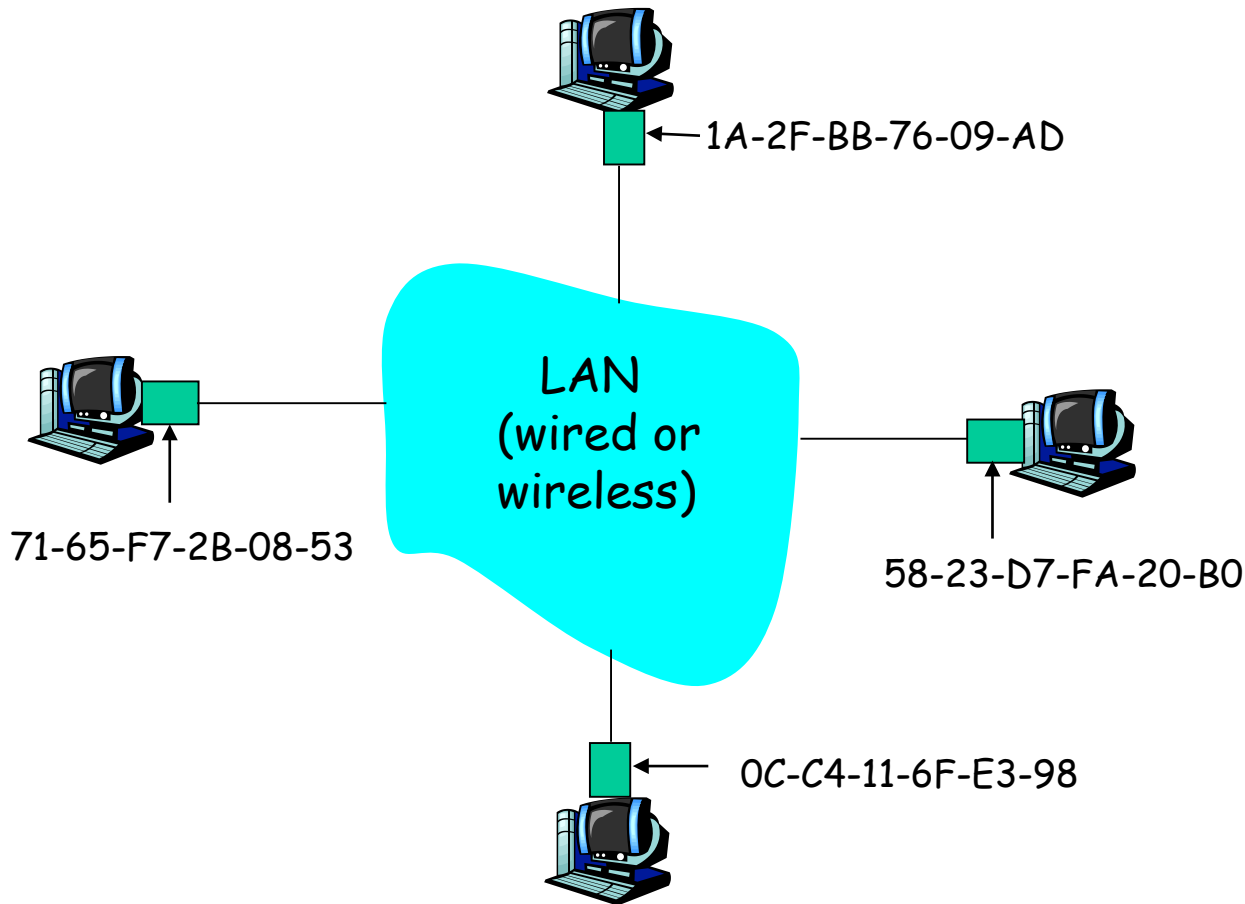 1A-2F-BB-76-09-AD
LAN
(wired or
wireless)
71-65-F7-2B-08-53
58-23-D7-FA-20-B0
0C-C4-11-6F-E3-98